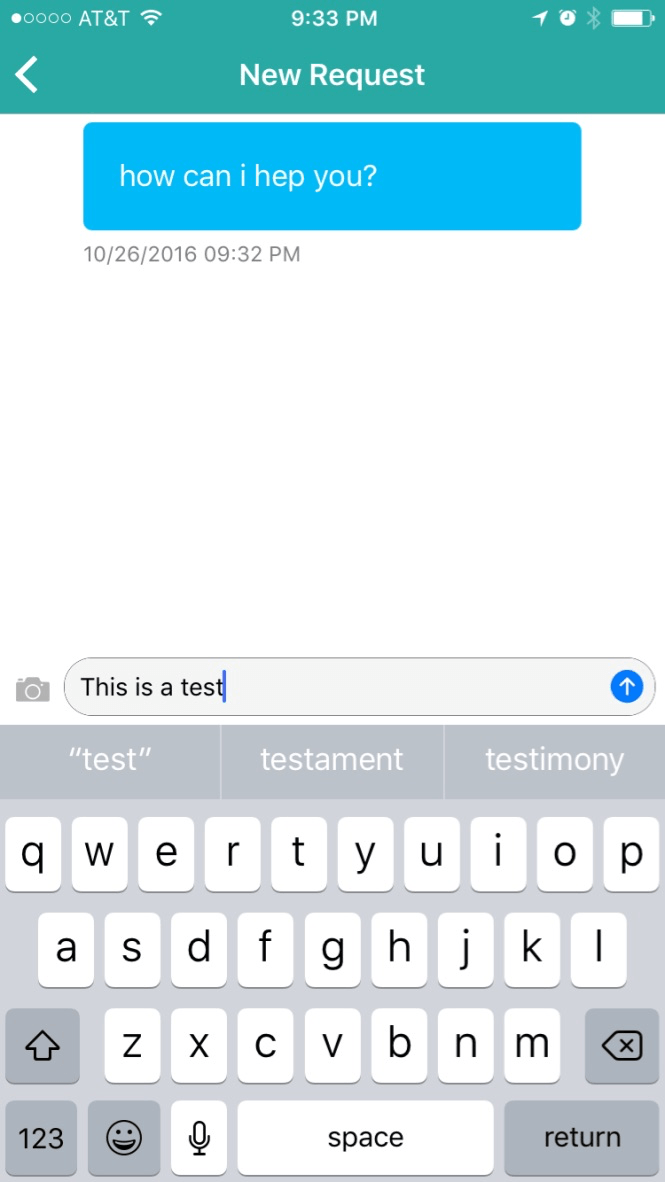 AT&T 9:33 PM
New Request
how can i hep you?
10/26/2016 09:32 PM
This is a test
“test” testament testimony
q w e r t y u i o p
a s d f g h j k l
z x c v b n m
123 space return